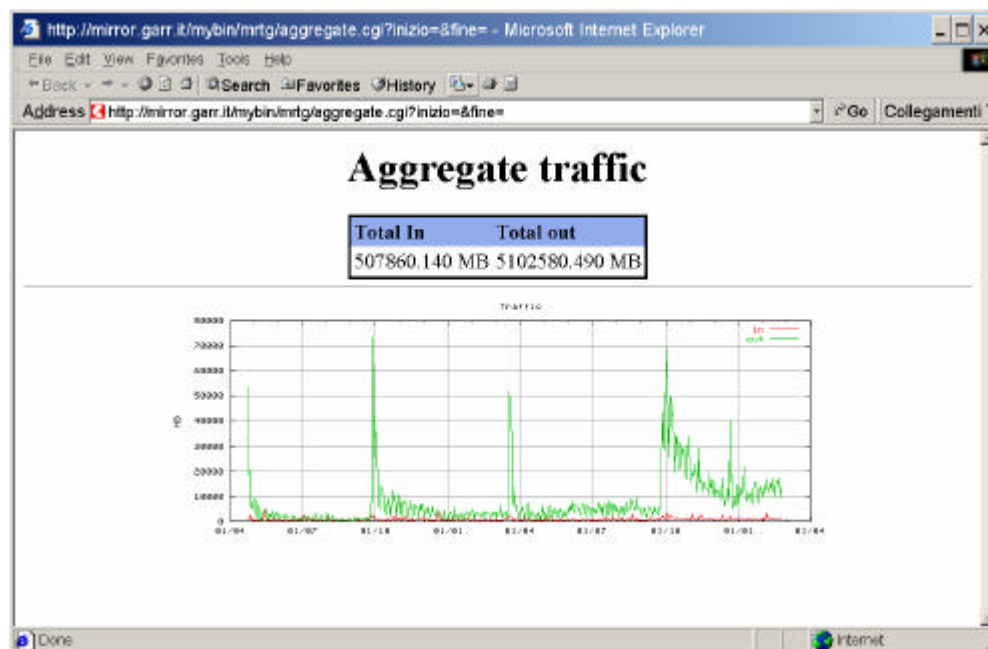 http://mirror.garr.it/mybin/mrtg/aggregate.cgi?inizio=&fine= - Microsoft Internet Explorer
File Edit View Favorites Tools Help
Back Search Favorites History
Address http://mirror.garr.it/mybin/mrtg/aggregate.cgi?inizio=&fine= Go Collegamenti
Aggregate traffic
Total In Total out
507860.140 MB 5102580.490 MB
Traffic
80000
in
out
70000
60000
50000
40000
30000
20000
10000
0
01/04 01/07 01/10 01/01 01/04 01/07 01/10 01/01 01/04
Done Internet